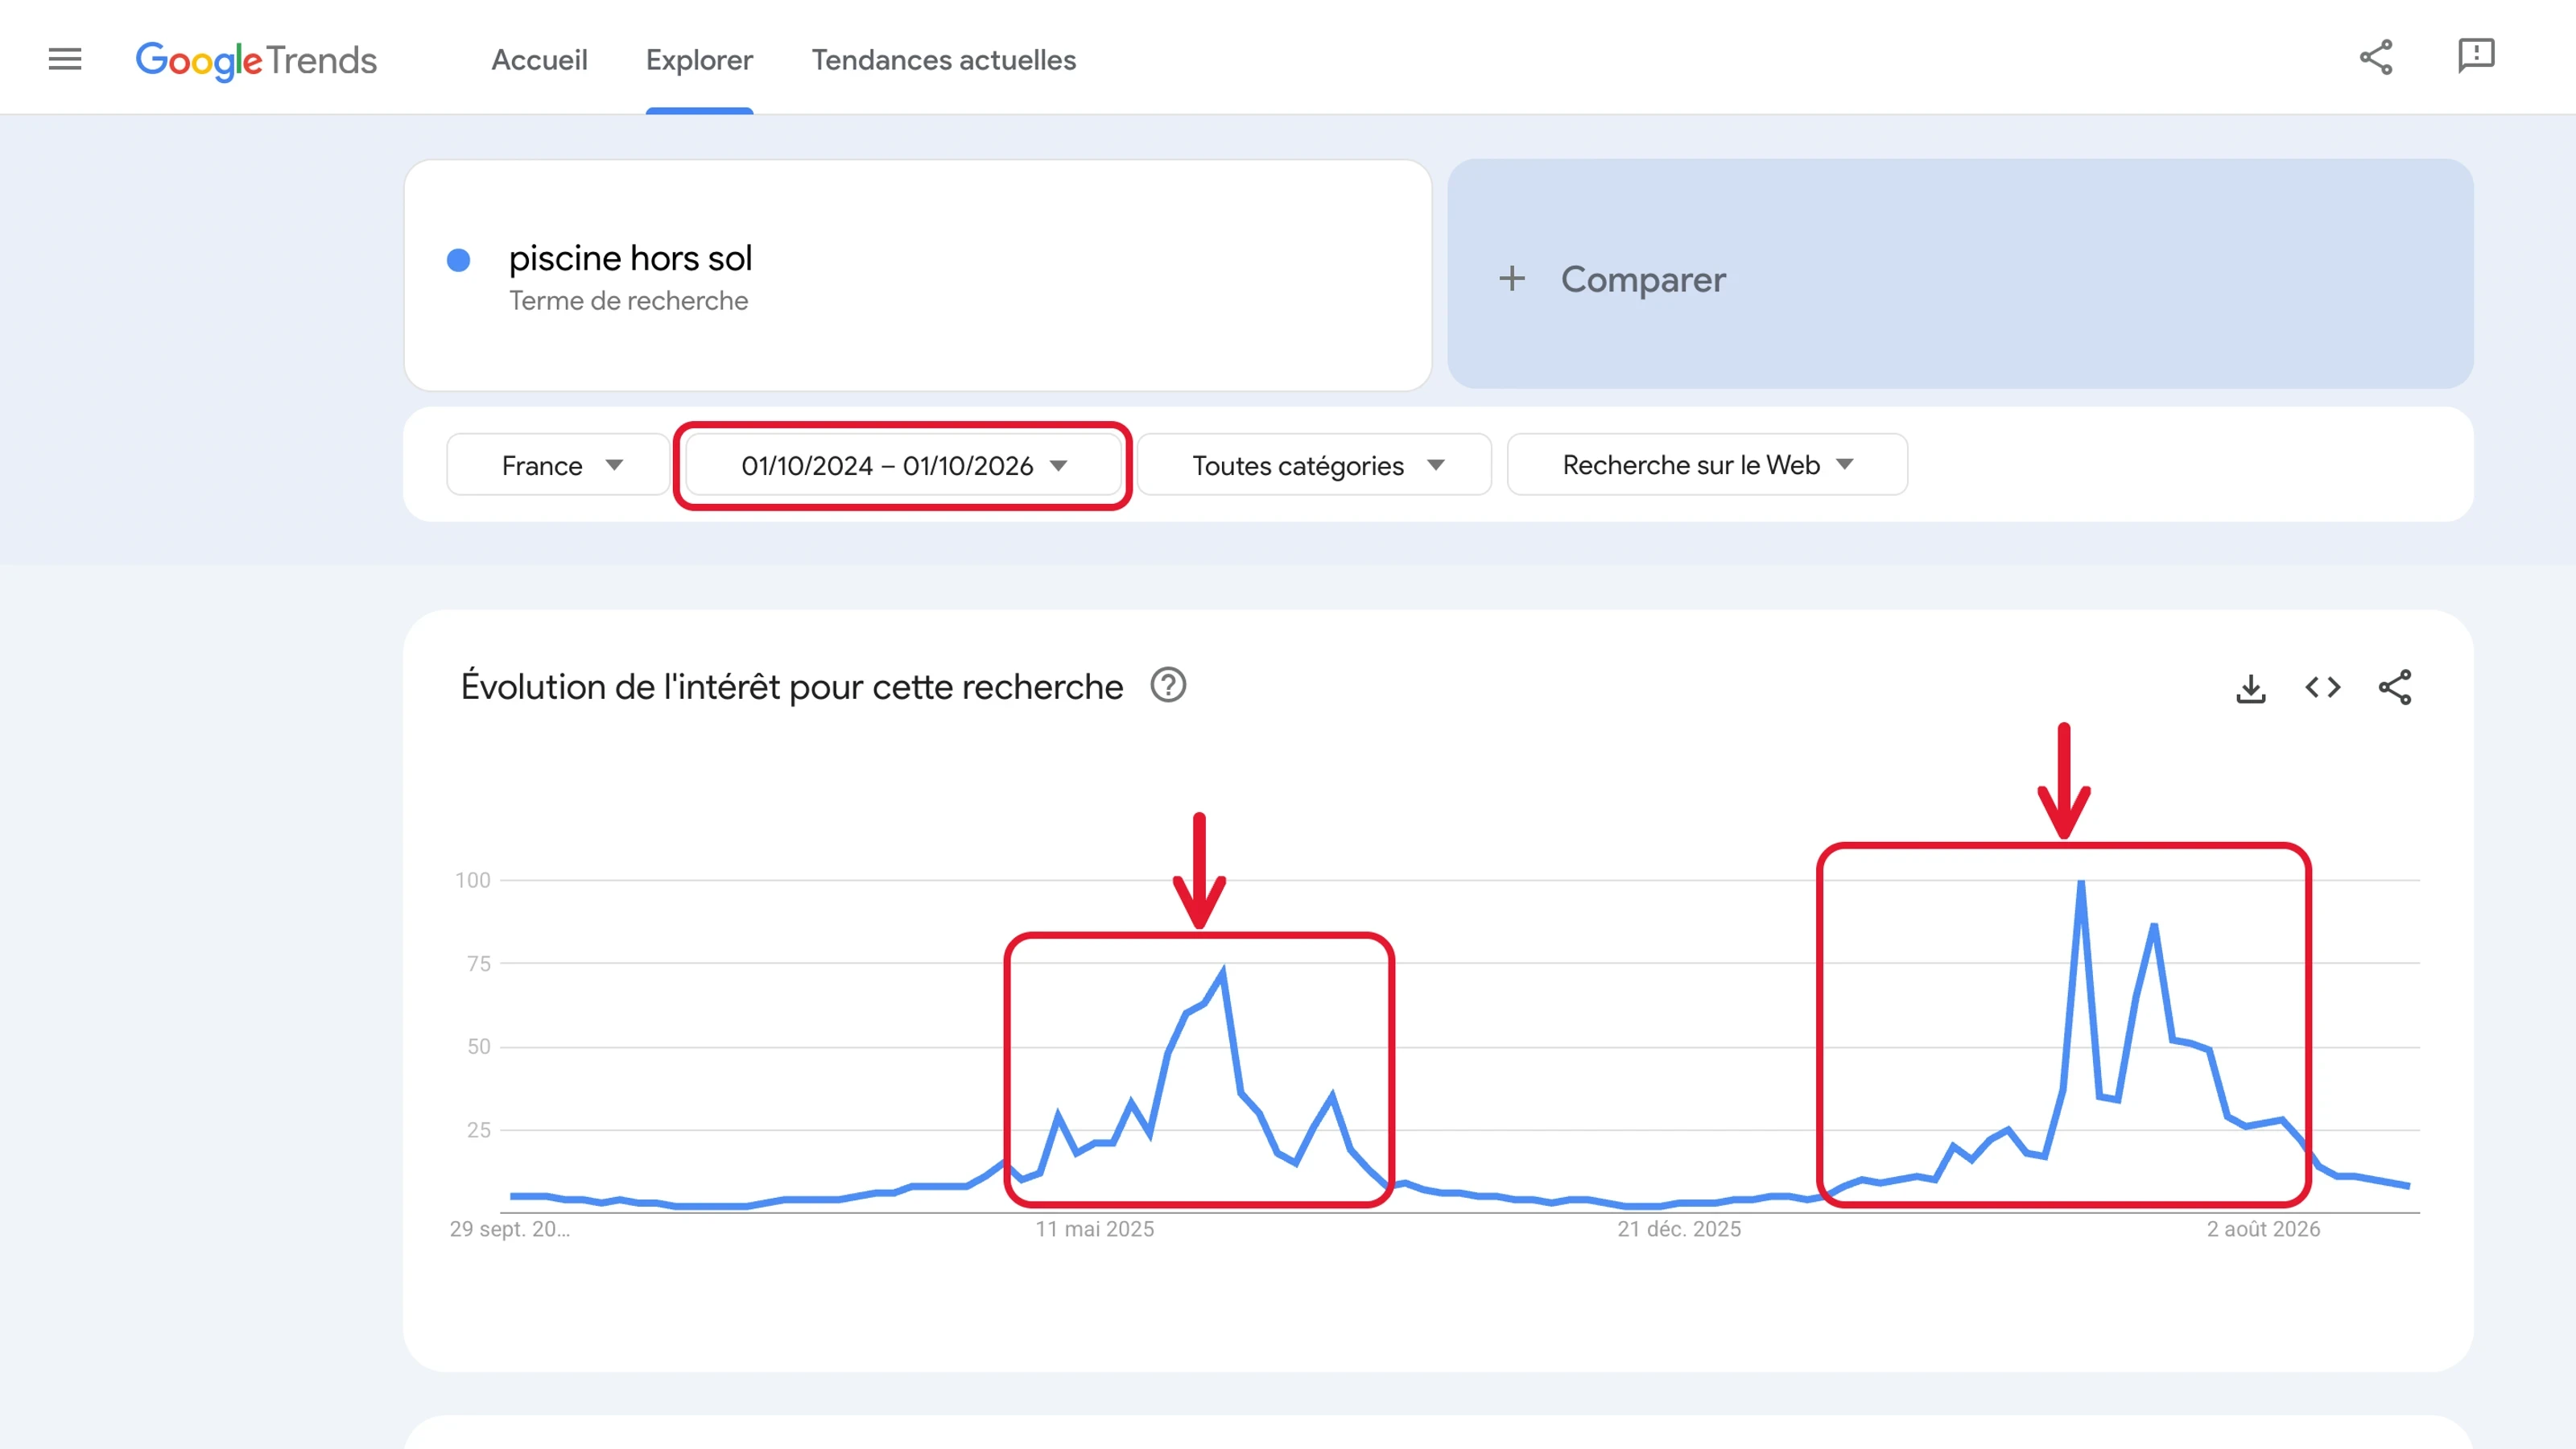 Google Trends
Accueil
Explorer
Tendances actuelles
piscine hors sol
Terme de recherche
+ Comparer
France
01/10/2024 – 01/10/2026
Toutes catégories
Recherche sur le Web
Évolution de l'intérêt pour cette recherche
100
75
50
25
29 sept. 20...
11 mai 2025
21 déc. 2025
2 août 2026